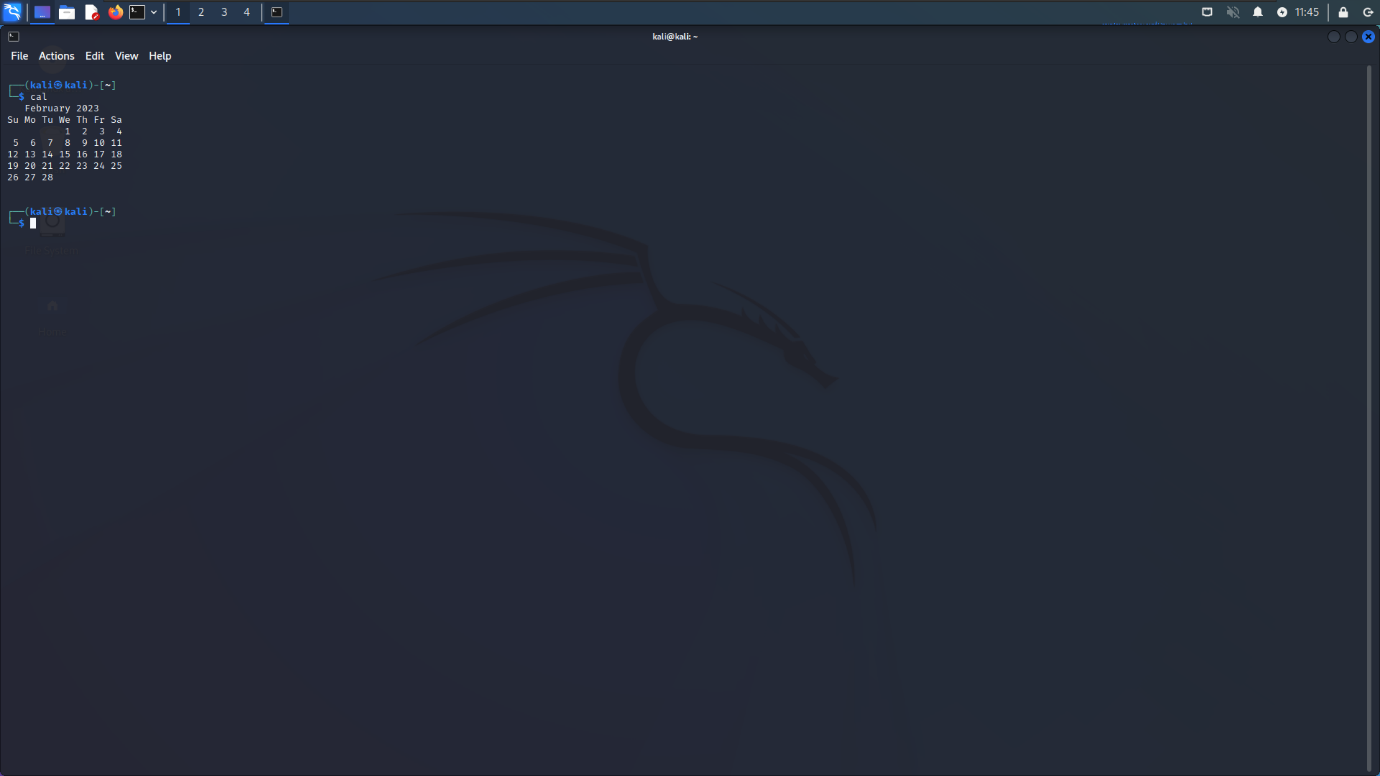 1 2 3 4 11:45
kali@kali: ~
File Actions Edit View Help
┌──(kali㉿kali)-[~]
└─$ cal
February 2023
Su Mo Tu We Th Fr Sa
1 2 3 4
5 6 7 8 9 10 11
12 13 14 15 16 17 18
19 20 21 22 23 24 25
26 27 28
┌──(kali㉿kali)-[~]
└─$